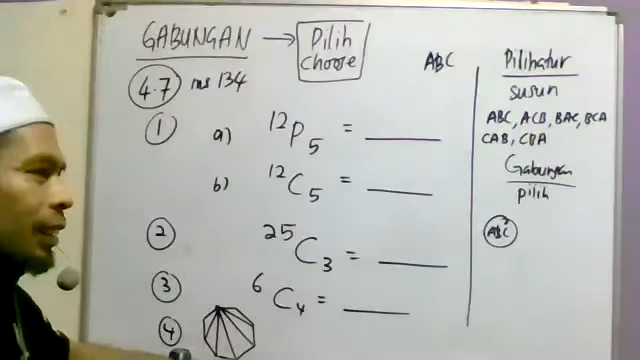 GABUNGAN → Pilih
choose
4.7 ms 134
① a) ¹²P₅ = ______
b) ¹²C₅ = ______
② ²⁵C₃ = ______
③ ⁶C₄ = ______
④
ABC
Pilihatur
susun
ABC, ACB, BAC, BCA
CAB, CBA
Gabungan
pilih
ABC